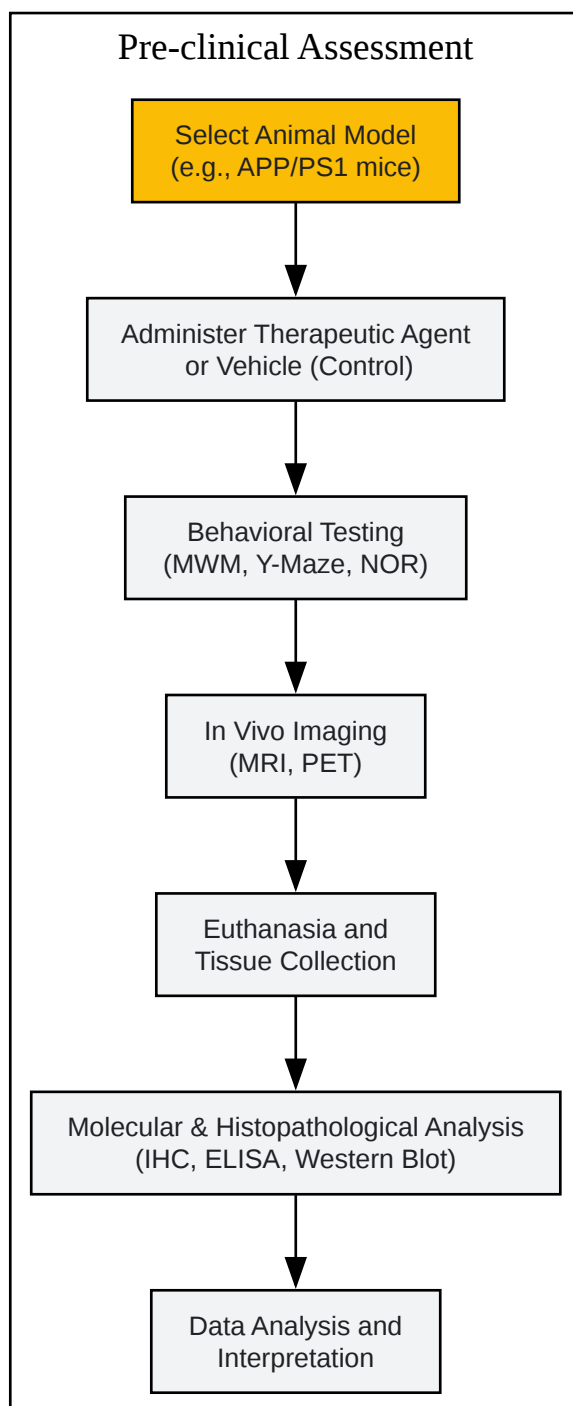 Pre-clinical Assessment
Select Animal Model
(e.g., APP/PS1 mice)
Administer Therapeutic Agent
or Vehicle (Control)
Behavioral Testing
(MWM, Y-Maze, NOR)
In Vivo Imaging
(MRI, PET)
Euthanasia and
Tissue Collection
Molecular & Histopathological Analysis
(IHC, ELISA, Western Blot)
Data Analysis and
Interpretation